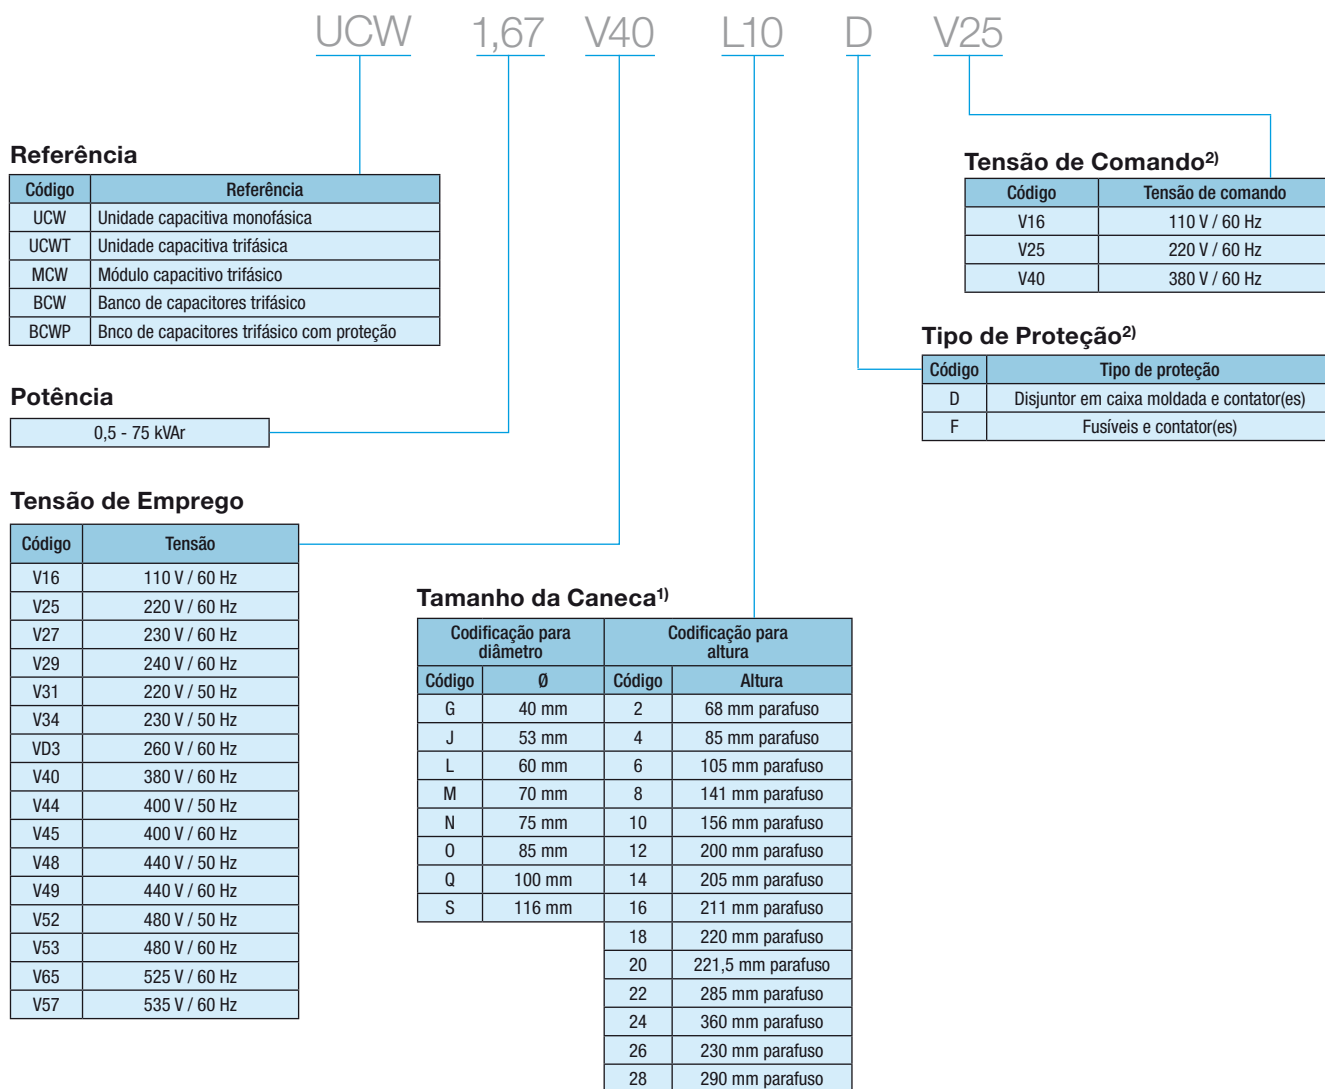 UCW 1,67 V40 L10 D V25
Referência
Código Referência
UCW Unidade capacitiva monofásica
UCWT Unidade capacitiva trifásica
MCW Módulo capacitivo trifásico
BCW Banco de capacitores trifásico
BCWP Bnco de capacitores trifásico com proteção
Potência
0,5 - 75 kVAr
Tensão de Emprego
Código Tensão
V16 110 V / 60 Hz
V25 220 V / 60 Hz
V27 230 V / 60 Hz
V29 240 V / 60 Hz
V31 220 V / 50 Hz
V34 230 V / 50 Hz
VD3 260 V / 60 Hz
V40 380 V / 60 Hz
V44 400 V / 50 Hz
V45 400 V / 60 Hz
V48 440 V / 50 Hz
V49 440 V / 60 Hz
V52 480 V / 50 Hz
V53 480 V / 60 Hz
V65 525 V / 60 Hz
V57 535 V / 60 Hz
Tamanho da Caneca1)
Codificação para diâmetro Codificação para altura
Código Ø Código Altura
G 40 mm 2 68 mm parafuso
J 53 mm 4 85 mm parafuso
L 60 mm 6 105 mm parafuso
M 70 mm 8 141 mm parafuso
N 75 mm 10 156 mm parafuso
O 85 mm 12 200 mm parafuso
Q 100 mm 14 205 mm parafuso
S 116 mm 16 211 mm parafuso
18 220 mm parafuso
20 221,5 mm parafuso
22 285 mm parafuso
24 360 mm parafuso
26 230 mm parafuso
28 290 mm parafuso
Tensão de Comando2)
Código Tensão de comando
V16 110 V / 60 Hz
V25 220 V / 60 Hz
V40 380 V / 60 Hz
Tipo de Proteção2)
Código Tipo de proteção
D Disjuntor em caixa moldada e contator(es)
F Fusíveis e contator(es)